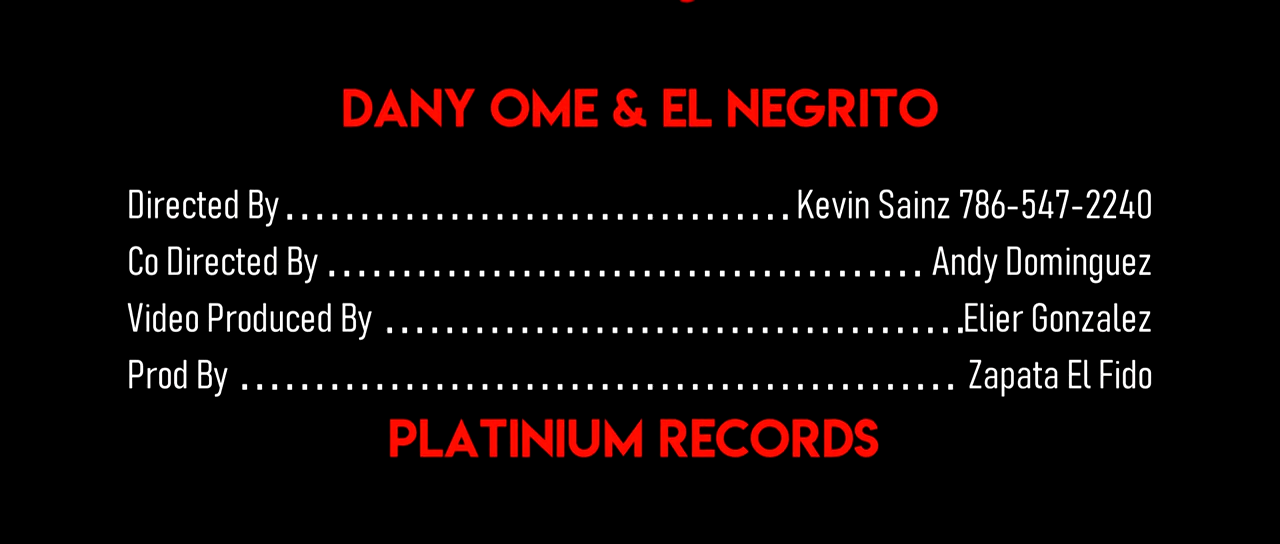 DANY OME & EL NEGRITO
Directed By ................................... Kevin Sainz 786-547-2240
Co Directed By ......................................... Andy Dominguez
Video Produced By ........................................Elier Gonzalez
Prod By ................................................. Zapata El Fido
PLATINIUM RECORDS